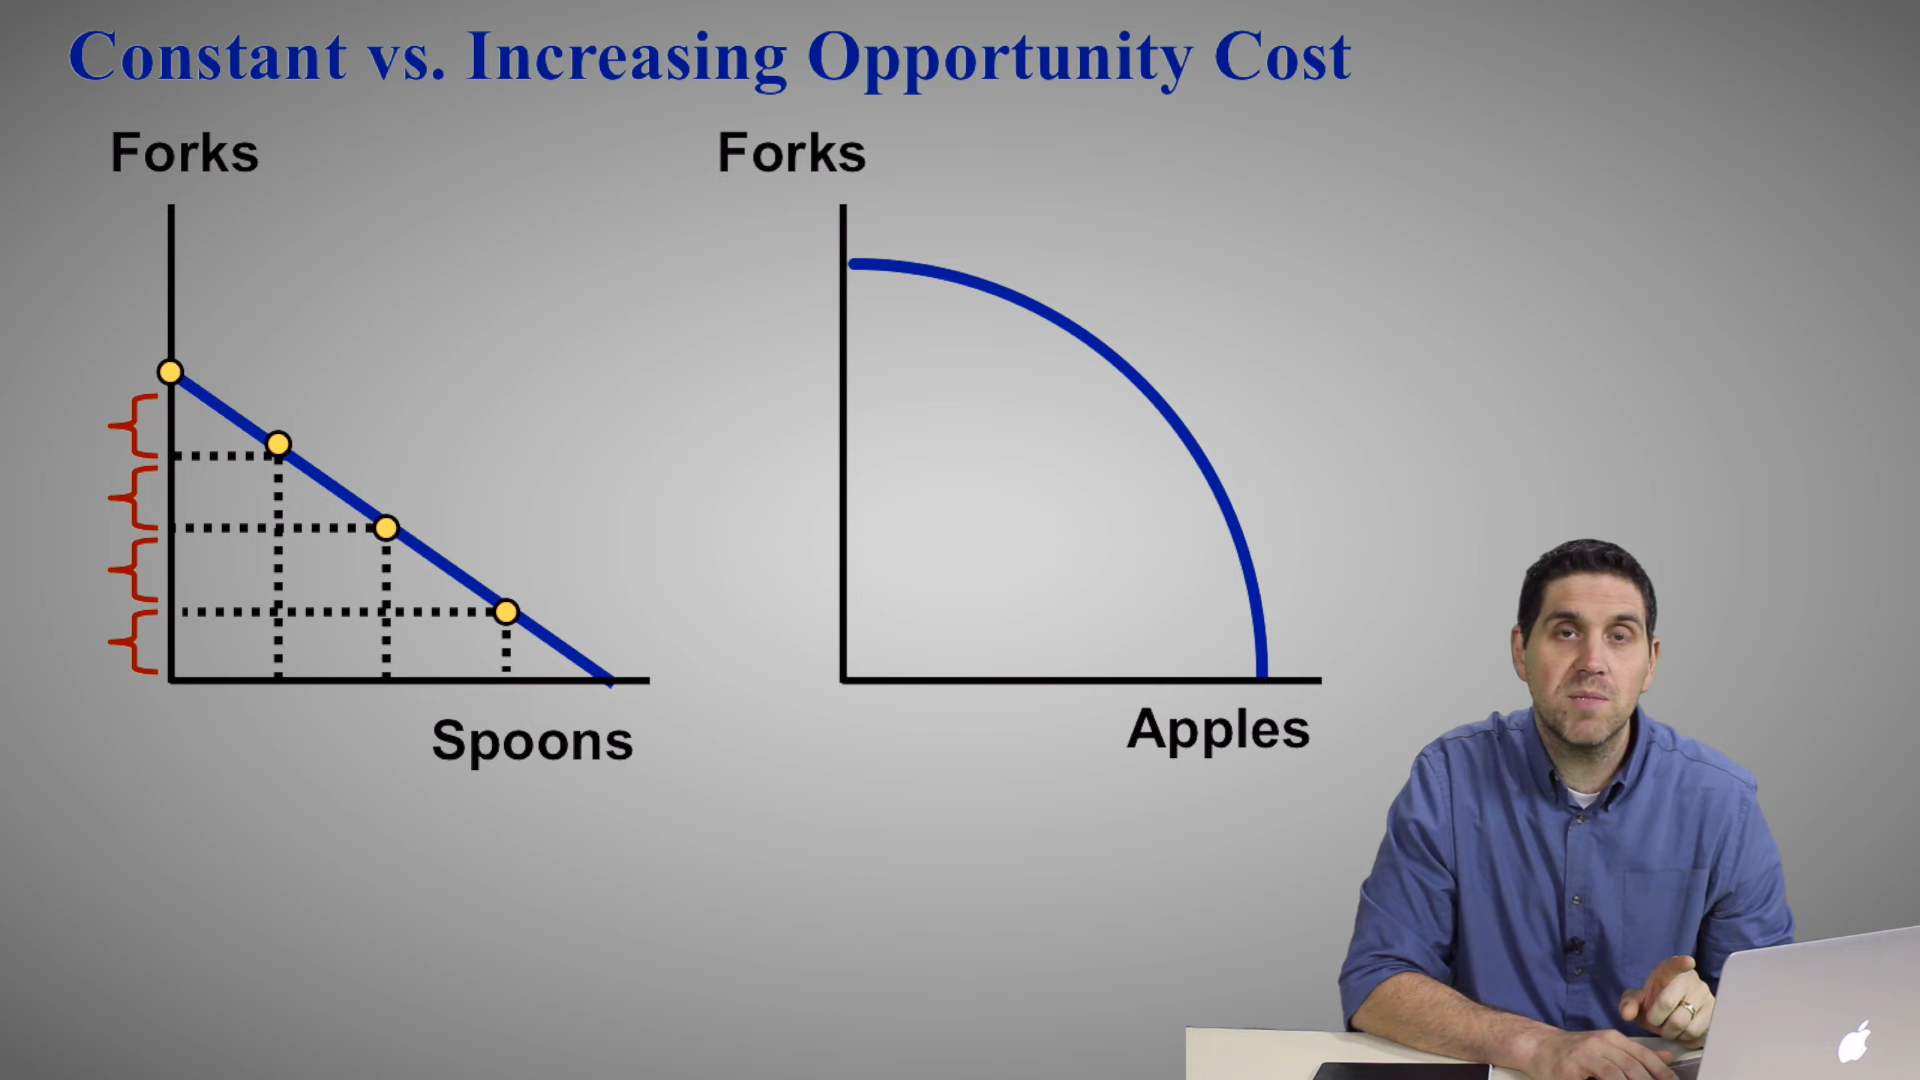 Constant vs. Increasing Opportunity Cost
Forks
Forks
Spoons
Apples